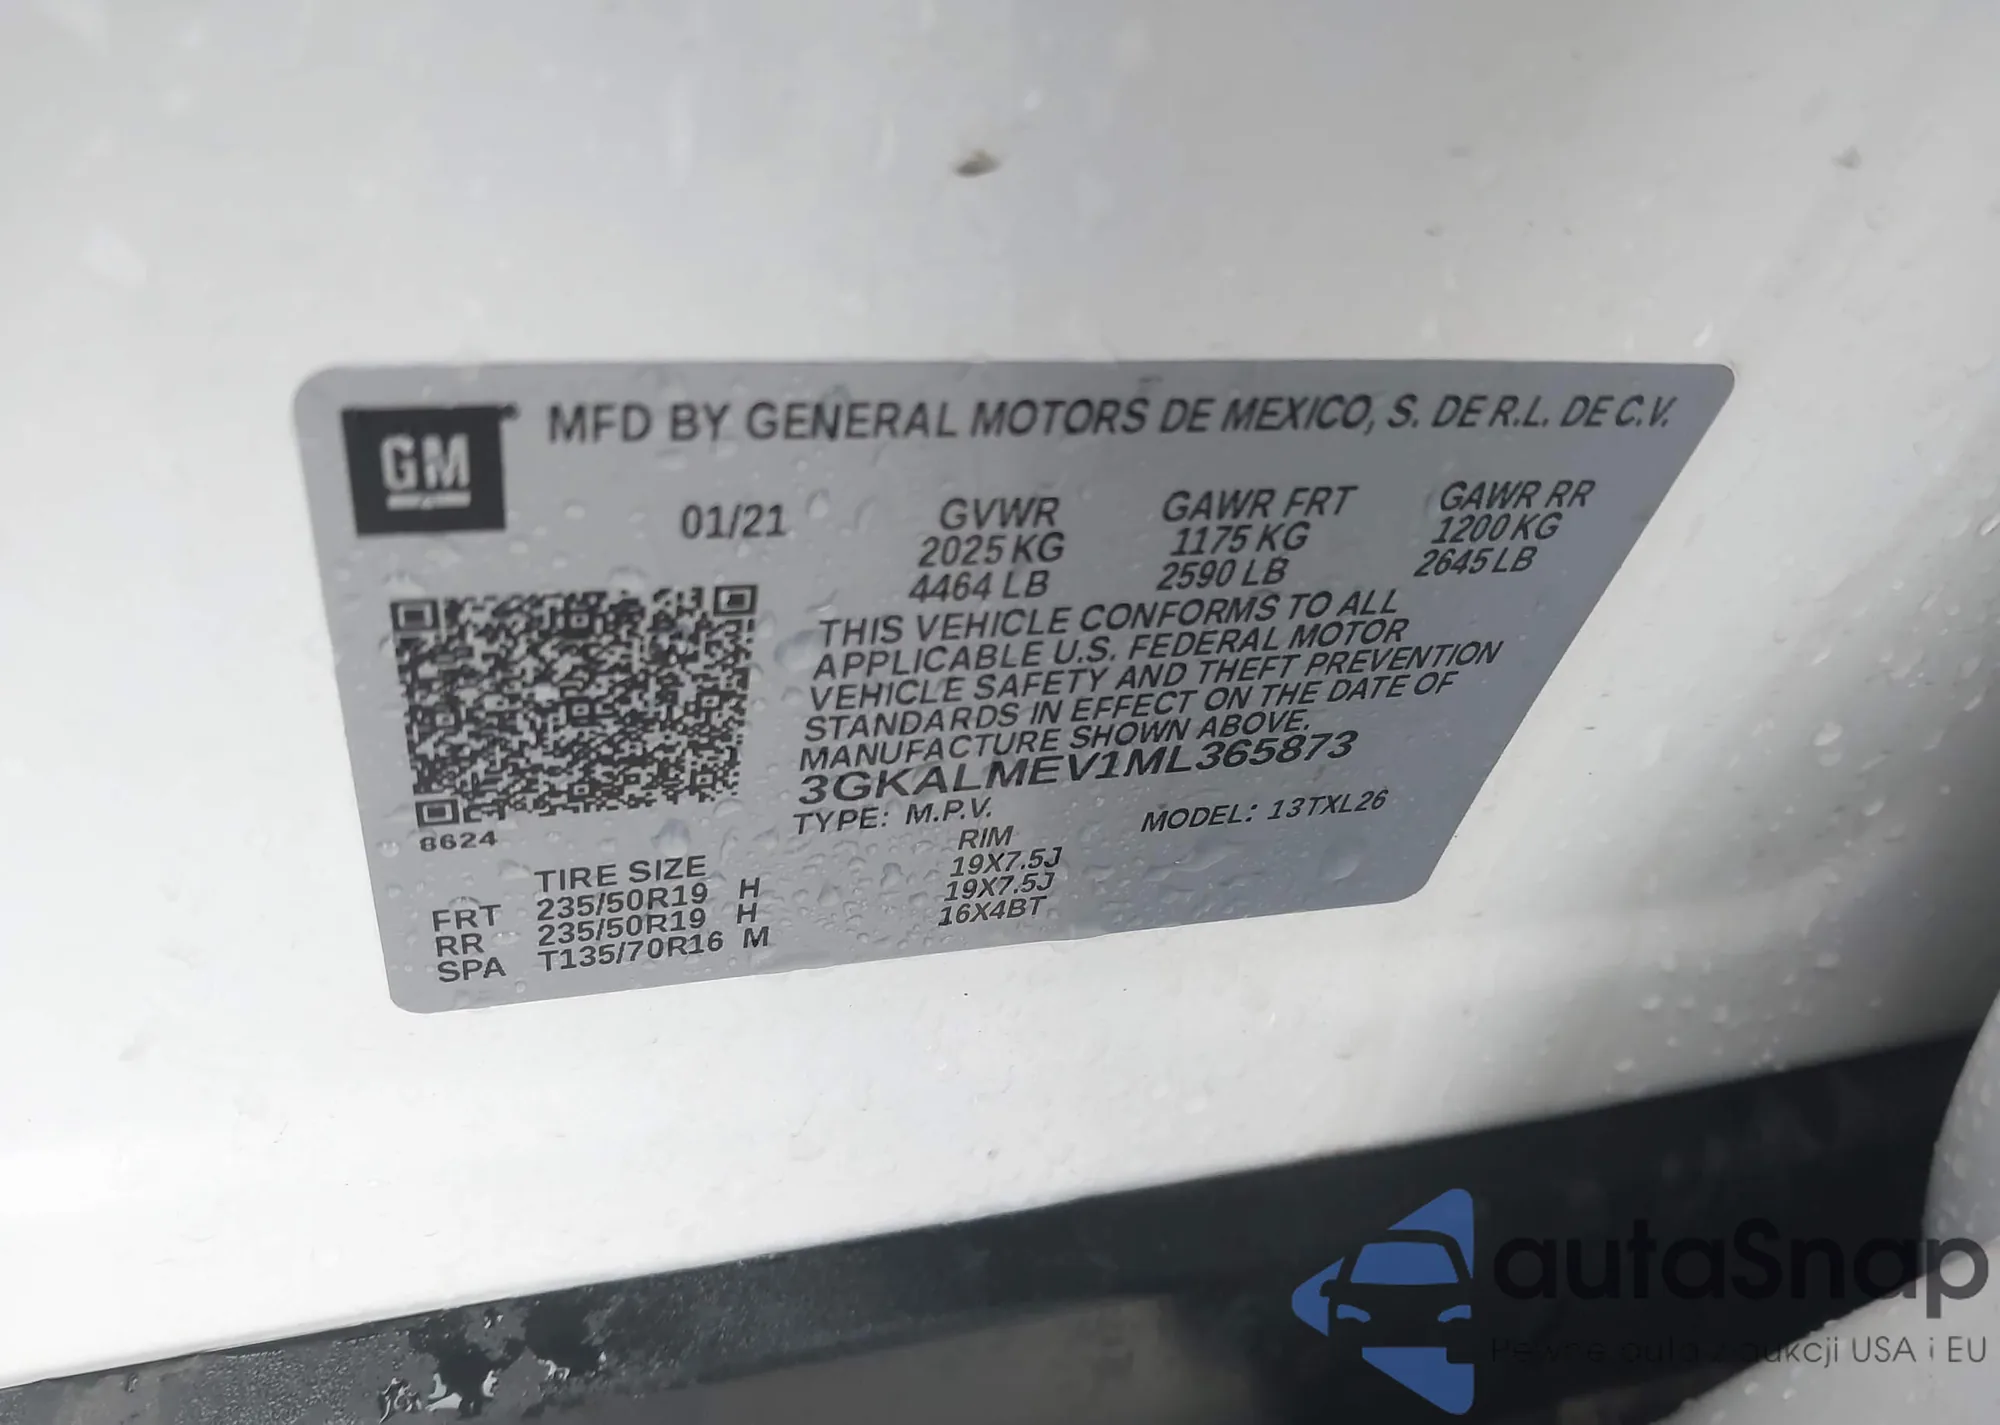 GM
MFD BY GENERAL MOTORS DE MEXICO, S. DE R.L. DE C.V.
01/21
GVWR GAWR FRT GAWR RR
2025 KG 1175 KG 1200 KG
4464 LB 2590 LB 2645 LB
THIS VEHICLE CONFORMS TO ALL
APPLICABLE U.S. FEDERAL MOTOR
VEHICLE SAFETY AND THEFT PREVENTION
STANDARDS IN EFFECT ON THE DATE OF
MANUFACTURE SHOWN ABOVE.
3GKALMEV1ML365873
TYPE: M.P.V. MODEL: 13TXL26
8624
TIRE SIZE RIM
FRT 235/50R19 H 19X7.5J
RR 235/50R19 H 19X7.5J
SPA T135/70R16 M 16X4BT
autaSnap
Pewne auta z aukcji USA i EU